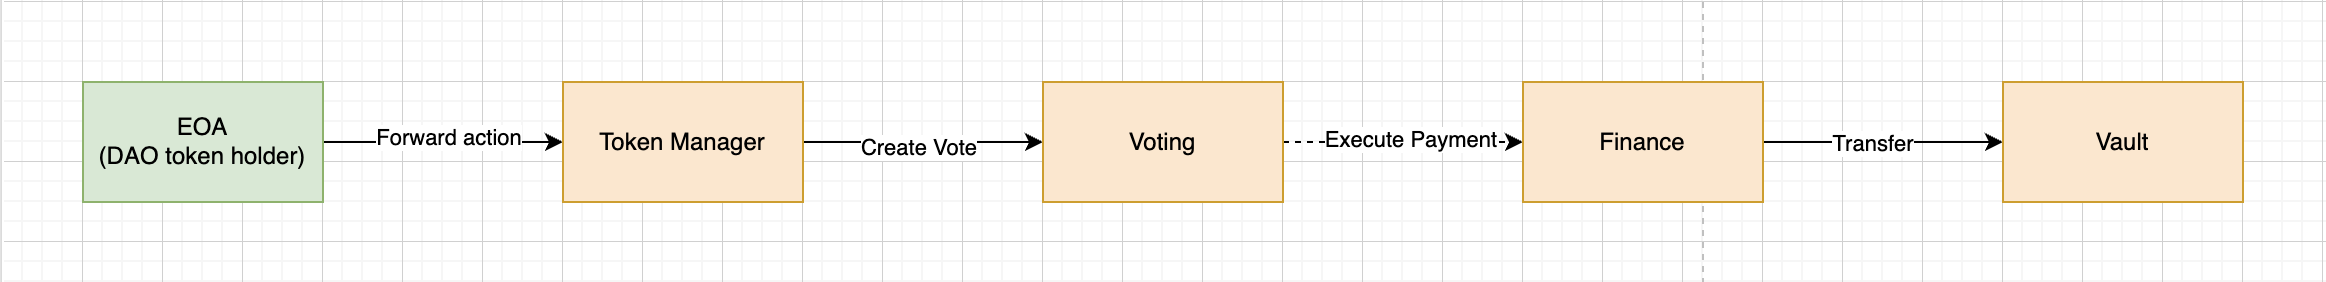 EOA
(DAO token holder)
Forward action
Token Manager
Create Vote
Voting
Execute Payment
Finance
Transfer
Vault